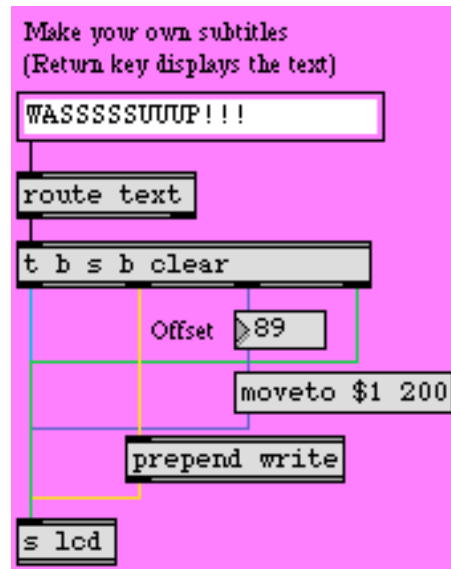 Make your own subtitles
(Return key displays the text)
WASSSSSUUUP!!!
route text
t b s b clear
Offset 89
moveto $1 200
prepend write
s lcd